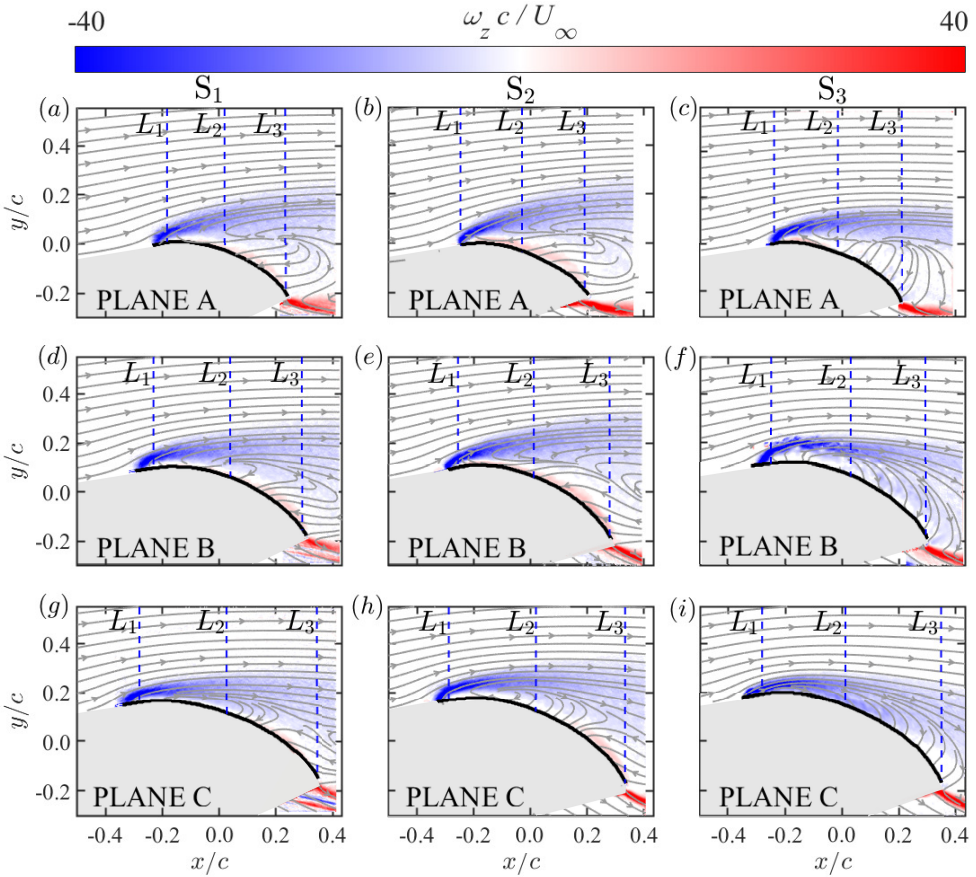 -40 ω_z c / U_∞ 40
S₁ S₂ S₃
(a) L₁ L₂ L₃ (b) L₁ L₂ L₃ (c) L₁ L₂ L₃
0.4
0.2
y/c
0.0
-0.2
PLANE A PLANE A PLANE A
(d) L₁ L₂ L₃ (e) L₁ L₂ L₃ (f) L₁ L₂ L₃
0.4
0.2
y/c
0.0
-0.2
PLANE B PLANE B PLANE B
(g) L₁ L₂ L₃ (h) L₁ L₂ L₃ (i) L₁ L₂ L₃
0.4
0.2
y/c
0.0
-0.2
PLANE C PLANE C PLANE C
-0.4 -0.2 0.0 0.2 0.4 -0.4 -0.2 0.0 0.2 0.4 -0.4 -0.2 0.0 0.2 0.4
x/c x/c x/c